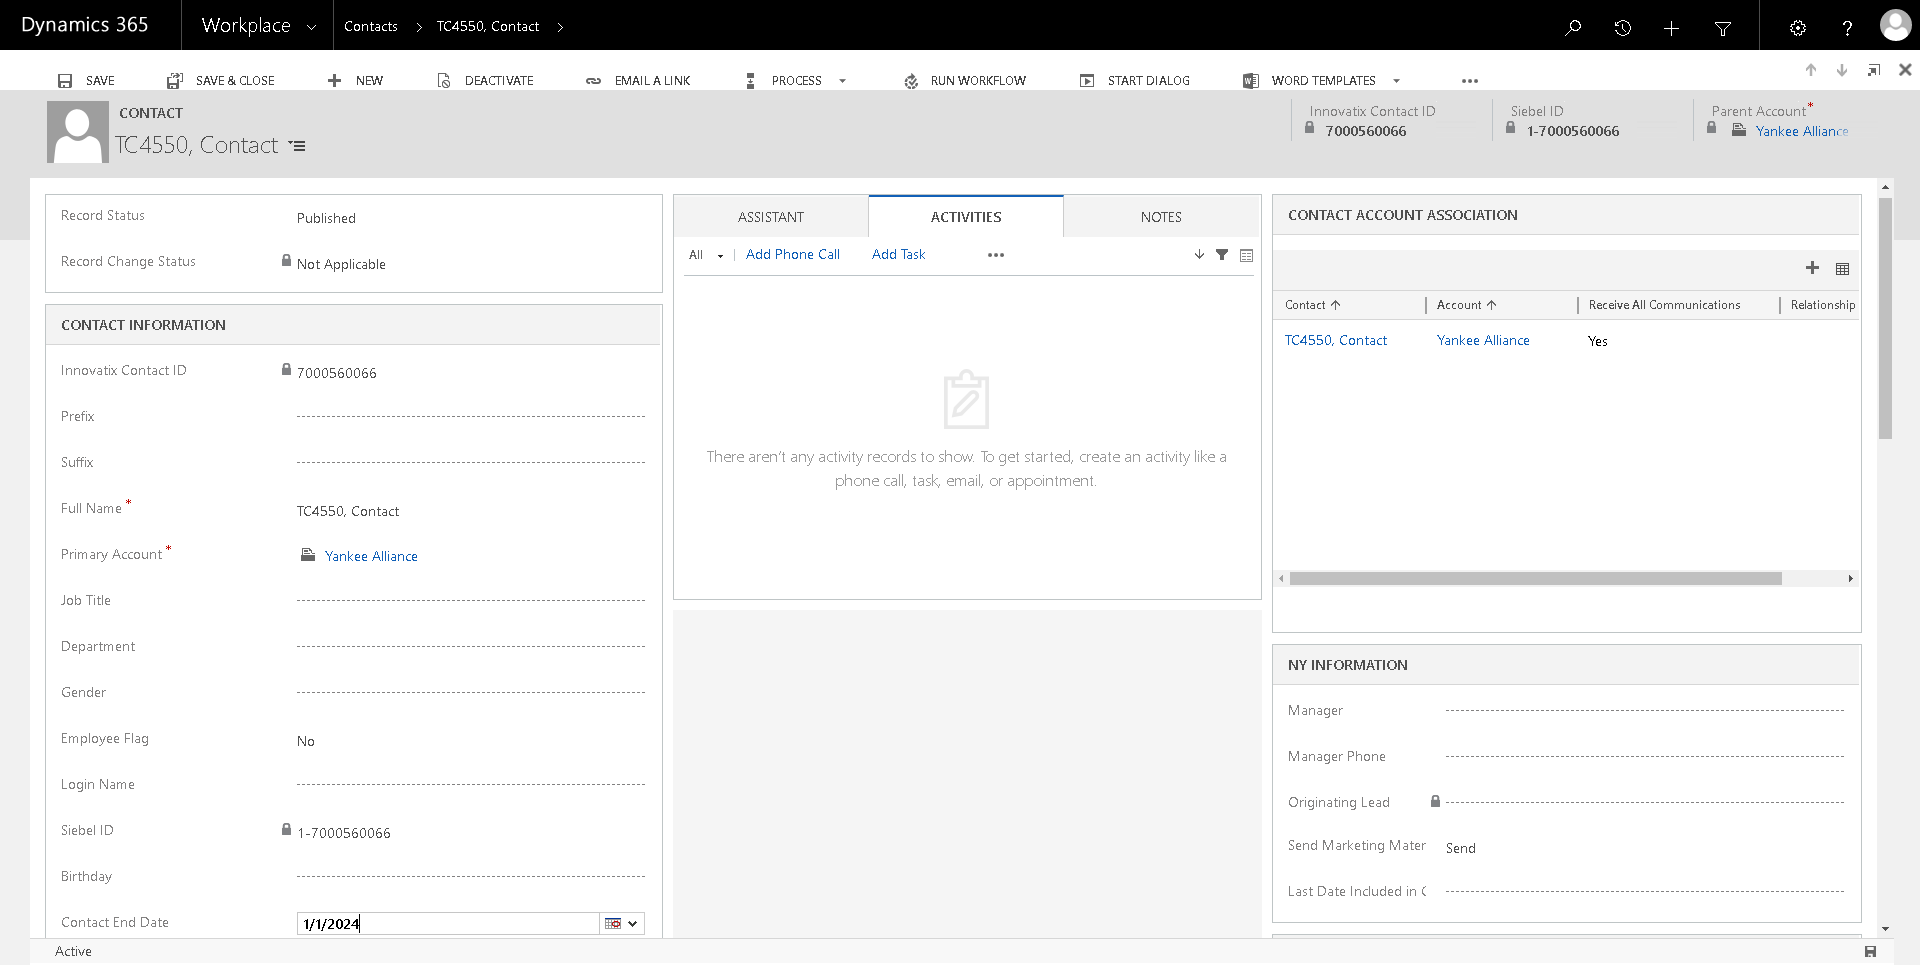 Dynamics 365
Workplace
Contacts > TC4550, Contact >
SAVE
SAVE & CLOSE
NEW
DEACTIVATE
EMAIL A LINK
PROCESS
RUN WORKFLOW
START DIALOG
WORD TEMPLATES
CONTACT
TC4550, Contact
Innovatix Contact ID
7000560066
Siebel ID
1-7000560066
Parent Account*
Yankee Alliance
Record Status Published
Record Change Status Not Applicable
CONTACT INFORMATION
Innovatix Contact ID 7000560066
Prefix
Suffix
Full Name* TC4550, Contact
Primary Account* Yankee Alliance
Job Title
Department
Gender
Employee Flag No
Login Name
Siebel ID 1-7000560066
Birthday
Contact End Date 1/1/2024
ASSISTANT ACTIVITIES NOTES
All Add Phone Call Add Task
There aren't any activity records to show. To get started, create an activity like a
phone call, task, email, or appointment.
CONTACT ACCOUNT ASSOCIATION
Contact Account Receive All Communications Relationship
TC4550, Contact Yankee Alliance Yes
NY INFORMATION
Manager
Manager Phone
Originating Lead
Send Marketing Mater Send
Last Date Included in C
Active